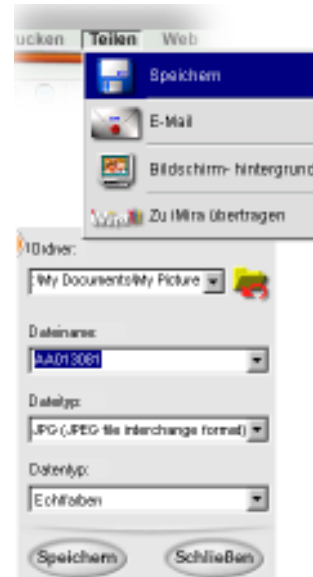 ucken Teilen Web
Speichern
E-Mail
Bildschirm- hintergrund
Zu iMira übertragen
Ordner:
:\My Documents\My Picture
Dateiname:
AA013081
Dateityp:
JPG (JPEG file interchange format)
Datentyp:
Echtfarben
Speichern Schließen